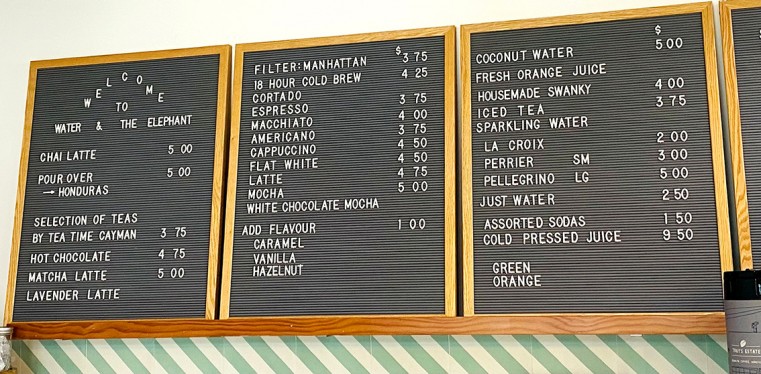 WELCOME
TO
WATER & THE ELEPHANT
CHAI LATTE 5 00
POUR OVER 5 00
→ HONDURAS
SELECTION OF TEAS
BY TEA TIME CAYMAN 3 75
HOT CHOCOLATE 4 75
MATCHA LATTE 5 00
LAVENDER LATTE
$
FILTER:MANHATTAN 3 75
18 HOUR COLD BREW 4 25
CORTADO
ESPRESSO 3 75
MACCHIATO 4 00
AMERICANO 3 75
CAPPUCCINO 4 50
FLAT WHITE 4 50
LATTE 4 75
MOCHA 5 00
WHITE CHOCOLATE MOCHA
ADD FLAVOUR 1 00
CARAMEL
VANILLA
HAZELNUT
$
COCONUT WATER 5 00
FRESH ORANGE JUICE
HOUSEMADE SWANKY 4 00
ICED TEA 3 75
SPARKLING WATER
LA CROIX 2 00
PERRIER SM 3 00
PELLEGRINO LG 5 00
JUST WATER 2 50
ASSORTED SODAS 1 50
COLD PRESSED JUICE 9 50
GREEN
ORANGE